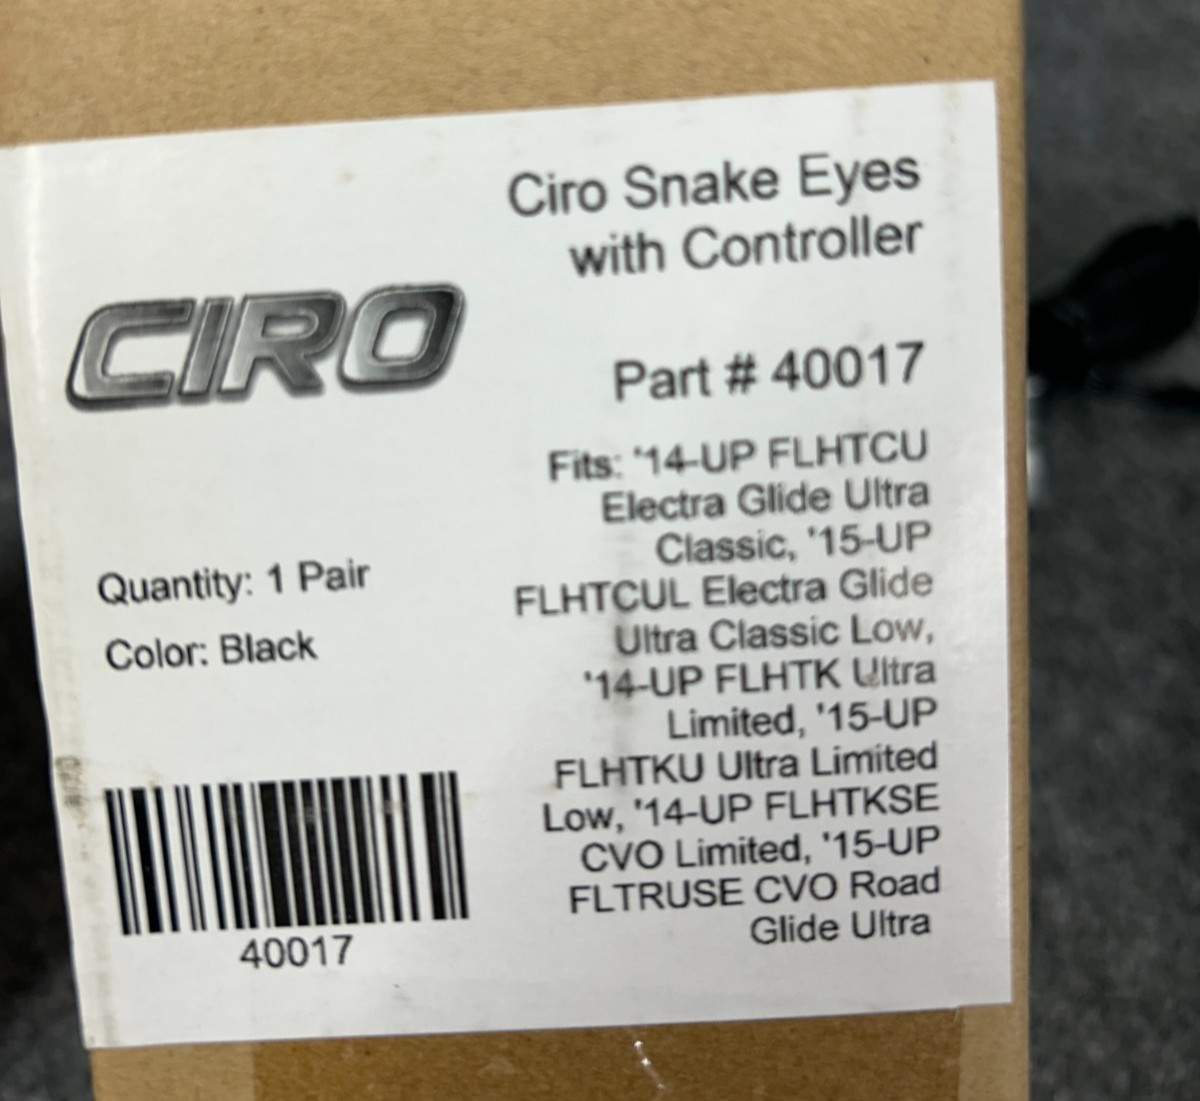 Ciro Snake Eyes
with Controller
CIRO
Part # 40017
Fits: '14-UP FLHTCU
Electra Glide Ultra
Classic, '15-UP
FLHTCUL Electra Glide
Ultra Classic Low,
'14-UP FLHTK Ultra
Limited, '15-UP
FLHTKU Ultra Limited
Low, '14-UP FLHTKSE
CVO Limited, '15-UP
FLTRUSE CVO Road
Glide Ultra
Quantity: 1 Pair
Color: Black
40017